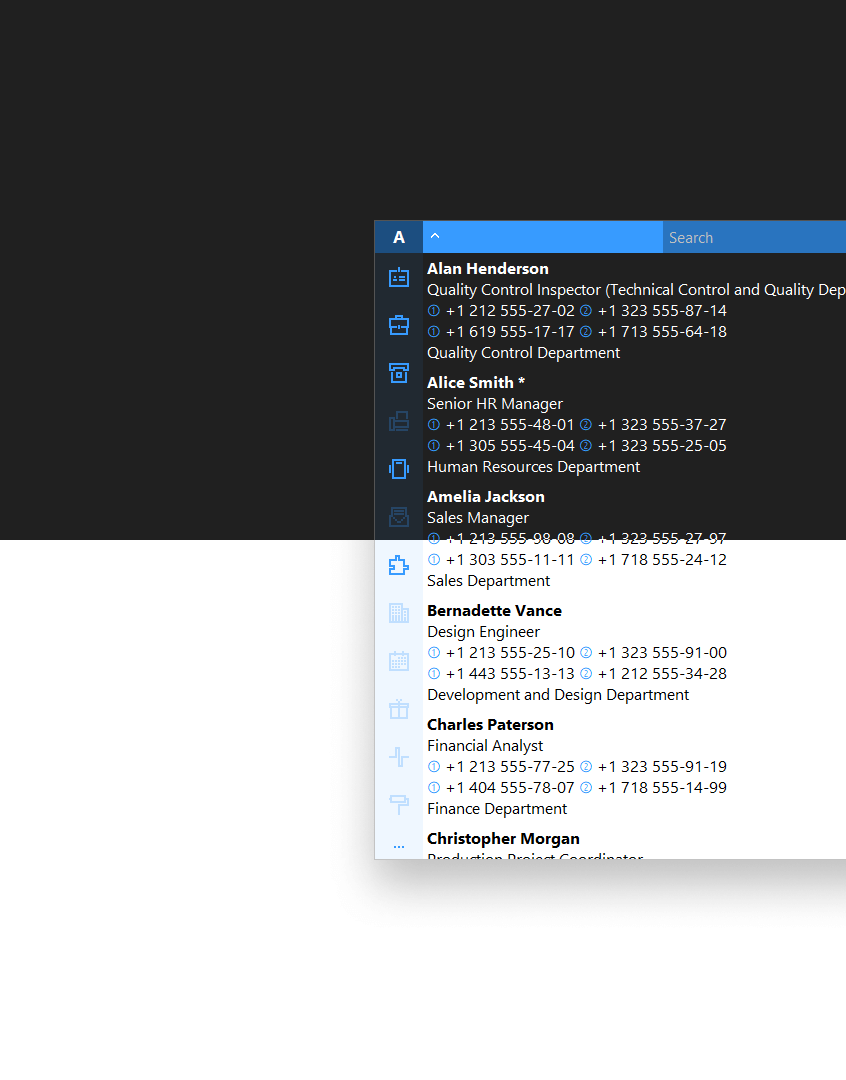 A Search
Alan Henderson
Quality Control Inspector (Technical Control and Quality Dep
① +1 212 555-27-02 ② +1 323 555-87-14
① +1 619 555-17-17 ② +1 713 555-64-18
Quality Control Department
Alice Smith *
Senior HR Manager
① +1 213 555-48-01 ② +1 323 555-37-27
① +1 305 555-45-04 ② +1 323 555-25-05
Human Resources Department
Amelia Jackson
Sales Manager
① +1 213 555-98-08 ② +1 323 555-27-97
① +1 303 555-11-11 ② +1 718 555-24-12
Sales Department
Bernadette Vance
Design Engineer
① +1 213 555-25-10 ② +1 323 555-91-00
① +1 443 555-13-13 ② +1 212 555-34-28
Development and Design Department
Charles Paterson
Financial Analyst
① +1 213 555-77-25 ② +1 323 555-91-19
① +1 404 555-78-07 ② +1 718 555-14-99
Finance Department
Christopher Morgan
Production Project Coordinator
...